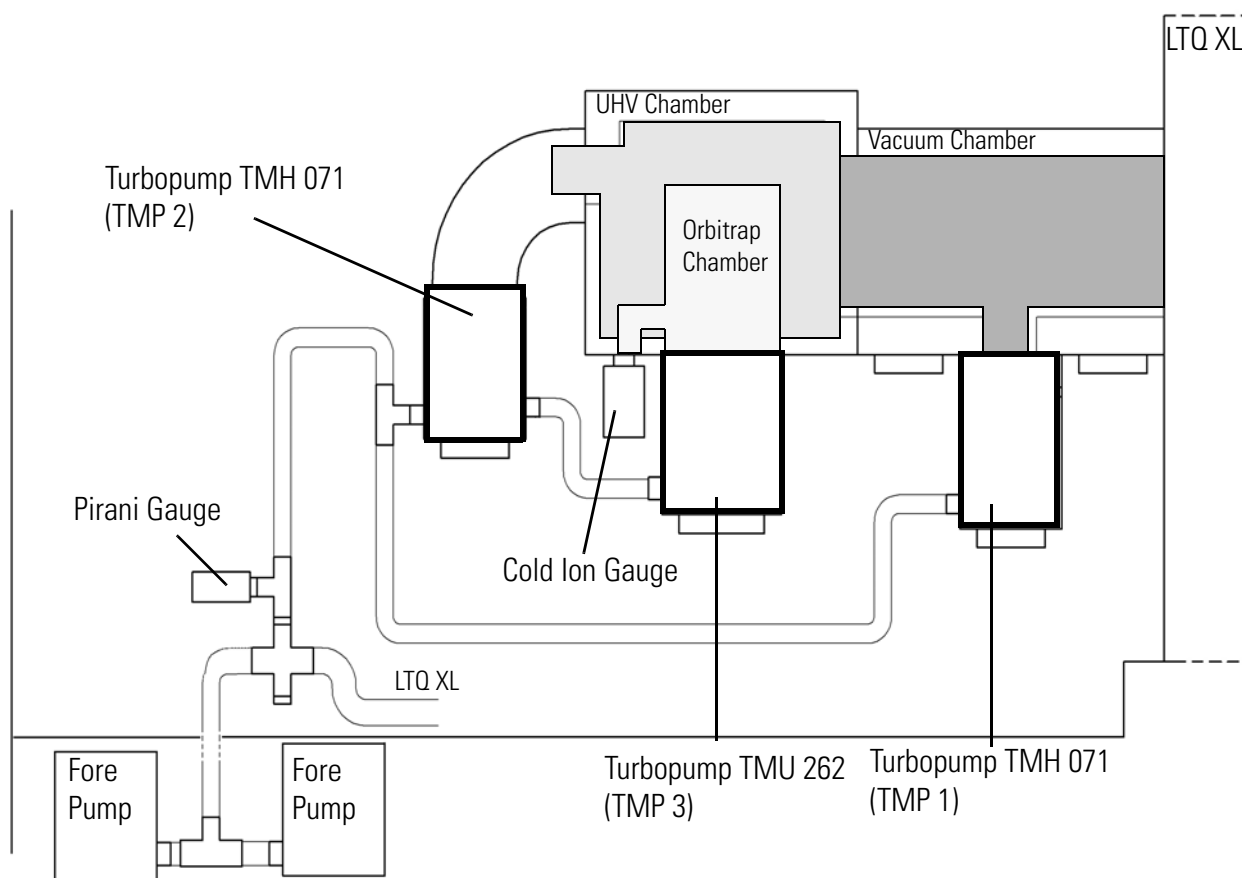 LTQ XL
UHV Chamber
Vacuum Chamber
Turbopump TMH 071
(TMP 2)
Orbitrap
Chamber
Pirani Gauge
Cold Ion Gauge
LTQ XL
Fore
Pump
Fore
Pump
Turbopump TMU 262
(TMP 3)
Turbopump TMH 071
(TMP 1)